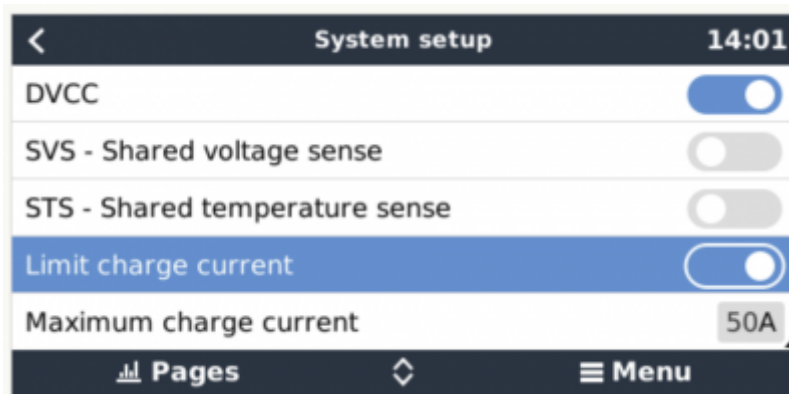 System setup 14:01
DVCC
SVS - Shared voltage sense
STS - Shared temperature sense
Limit charge current
Maximum charge current 50A
Pages Menu